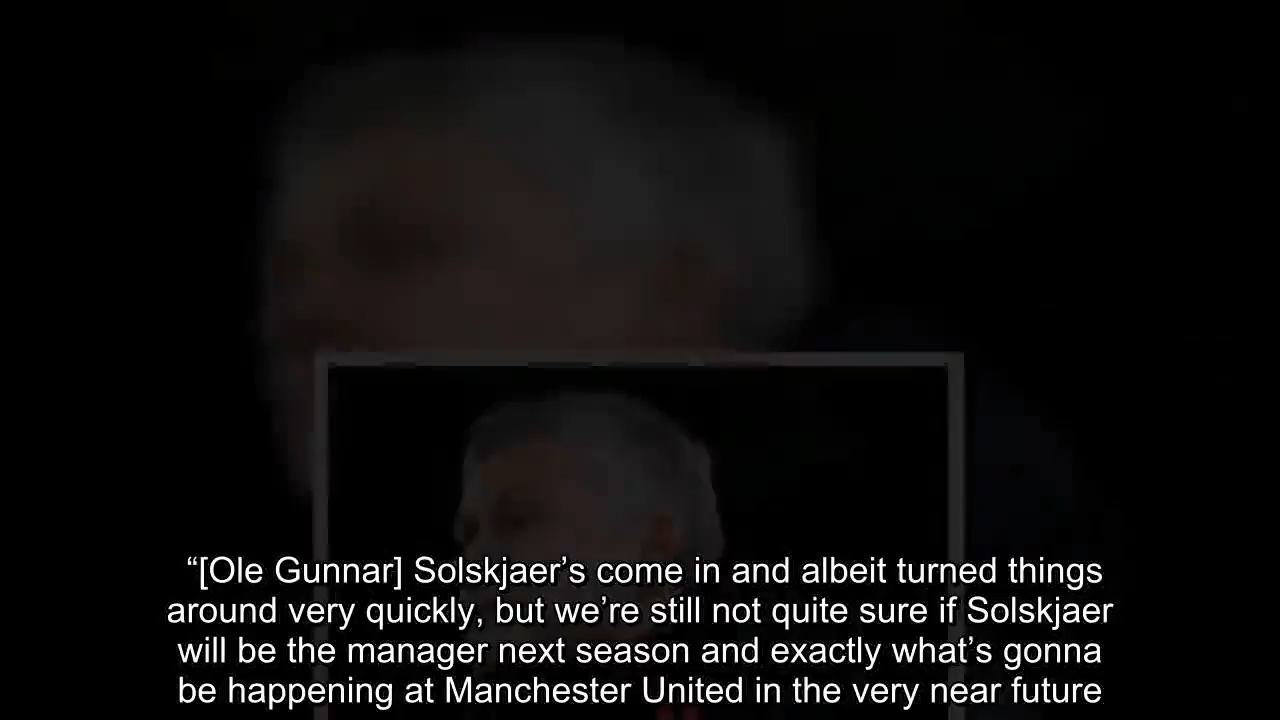 “[Ole Gunnar] Solskjaer’s come in and albeit turned things
around very quickly, but we’re still not quite sure if Solskjaer
will be the manager next season and exactly what’s gonna
be happening at Manchester United in the very near future